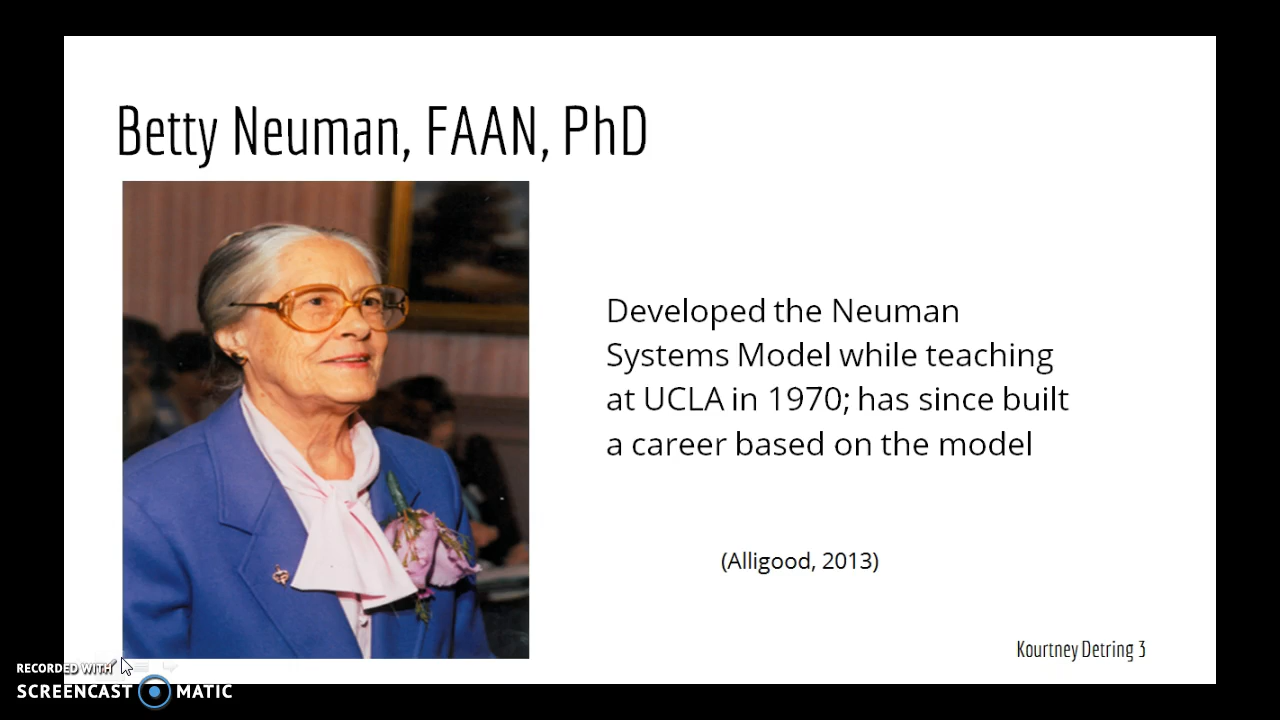 Betty Neuman, FAAN, PhD
Developed the Neuman
Systems Model while teaching
at UCLA in 1970; has since built
a career based on the model
(Alligood, 2013)
Kourtney Detring 3
RECORDED WITH
SCREENCAST MATIC